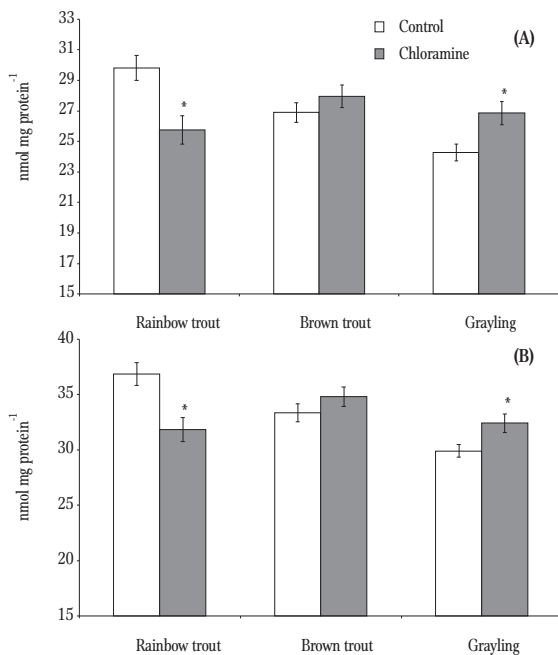 33
31
29
27
25
23
21
19
17
15
nmol mg protein⁻¹
Control
Chloramine
(A)
*
*
Rainbow trout Brown trout Grayling
40
35
30
25
20
15
nmol mg protein⁻¹
(B)
*
*
Rainbow trout Brown trout Grayling